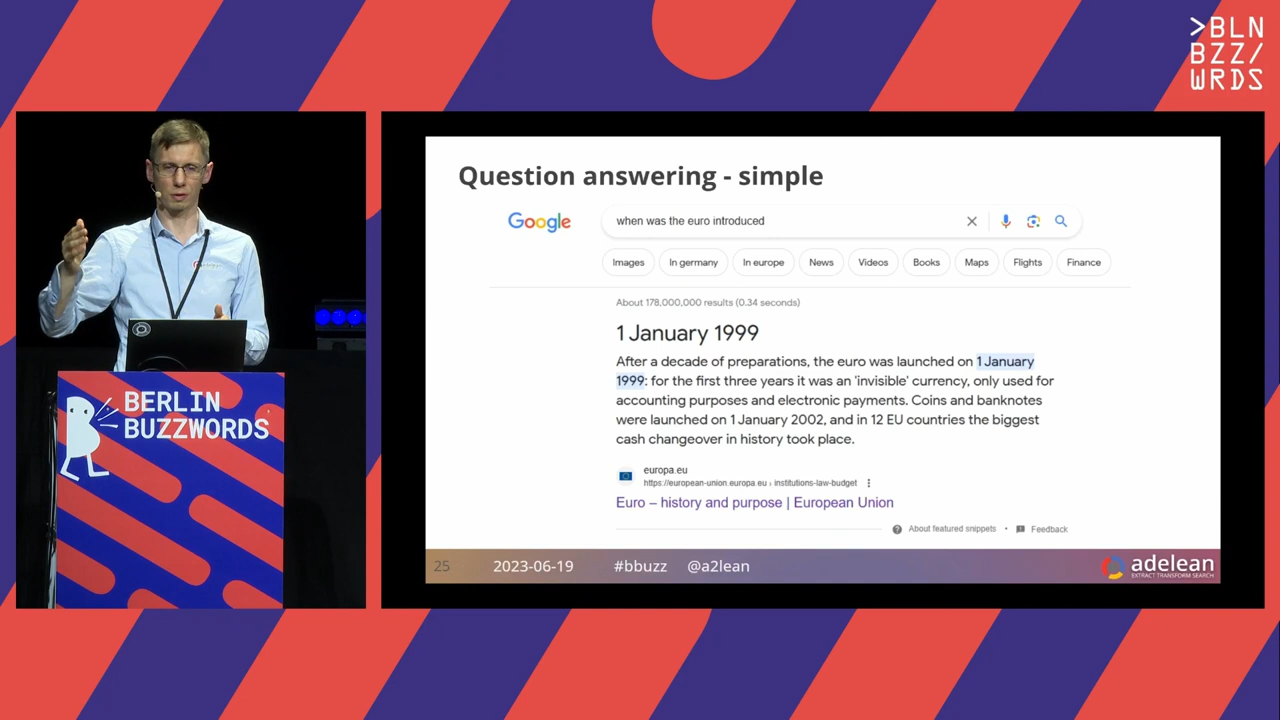 >BLN
BZZ/
WRDS
BERLIN
BUZZWORDS
Question answering - simple
Google
when was the euro introduced
Images In germany In europe News Videos Books Maps Flights Finance
About 178,000,000 results (0.34 seconds)
1 January 1999
After a decade of preparations, the euro was launched on 1 January
1999: for the first three years it was an 'invisible' currency, only used for
accounting purposes and electronic payments. Coins and banknotes
were launched on 1 January 2002, and in 12 EU countries the biggest
cash changeover in history took place.
europa.eu
https://european-union.europa.eu › institutions-law-budget
Euro – history and purpose | European Union
About featured snippets • Feedback
25 2023-06-19 #bbuzz @a2lean
adelean
EXTRACT TRANSFORM SEARCH